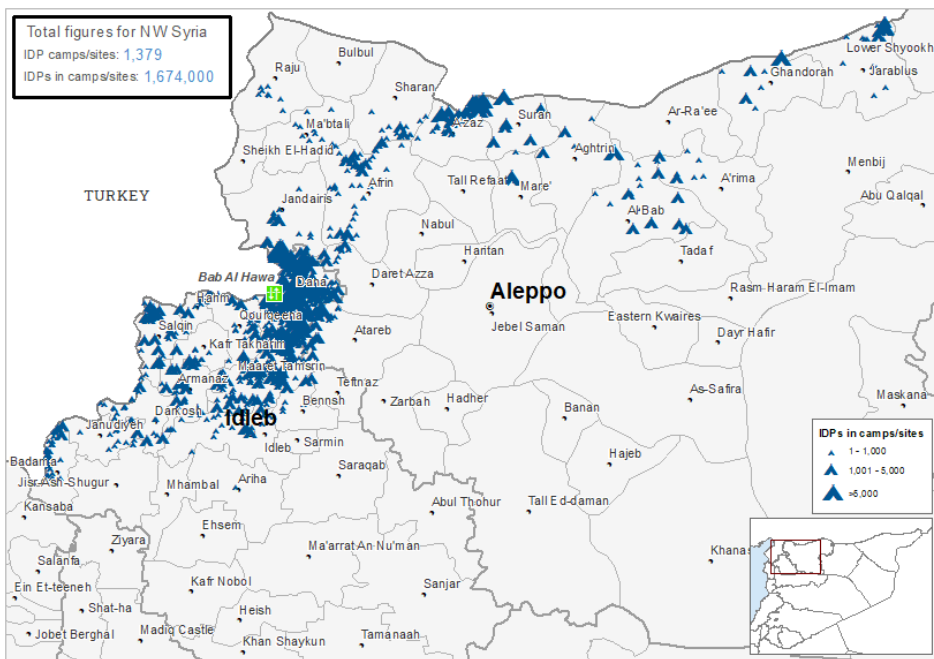 Total figures for NW Syria
IDP camps/sites: 1,379
IDPs in camps/sites: 1,674,000
Bulbul
Raju
Sharan
Lower Shyookh
Ghandorah
Jarablus
Ma'btali
A'zaz
Suran
Ar-Ra'ee
Sheikh El-Hadid
Aghtrin
Menbij
TURKEY
Afrin
Tall Refaat
Mare'
A'rima
Abu Qalqal
Jandairis
Al-Bab
Nabul
Haritan
Tadaf
Bab Al Hawa
Dana
Daret Azza
Aleppo
Rasm Haram El-Imam
Harim
Qourqeena
Jebel Saman
Eastern Kwaires
Salqin
Atareb
Dayr Hafir
Kafr Takharim
Maaret Tamsrin
Armanaz
Teftnaz
As-Safira
Zarbah
Hadher
Maskana
Darkosh
Bennsh
Banan
Idleb
Janudiyeh
Idleb
Sarmin
IDPs in camps/sites
1 - 1,000
1,001 - 5,000
>5,000
Badama
Saraqab
Hajeb
Jisr-Ash-Shugur
Mhambal
Ariha
Kansaba
Abul Thohur
Tall Ed-daman
Ehsem
Ziyara
Ma'arrat An Nu'man
Khanas
Salanfa
Ein Et-teeneh
Kafr Nobol
Sanjar
Shat-ha
Heish
Jobet Berghal
Madiq Castle
Tamanaah
Khan Shaykun